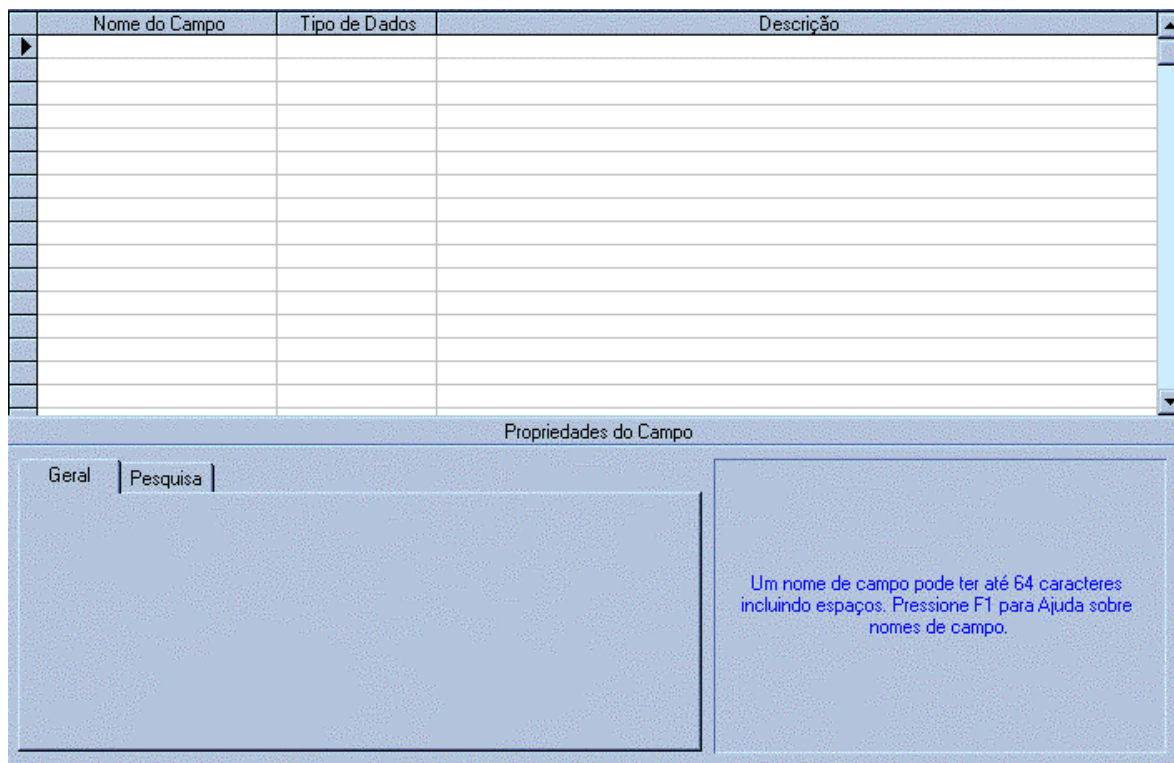 Nome do Campo Tipo de Dados Descrição
Propriedades do Campo
Geral Pesquisa
Um nome de campo pode ter até 64 caracteres
incluindo espaços. Pressione F1 para Ajuda sobre
nomes de campo.